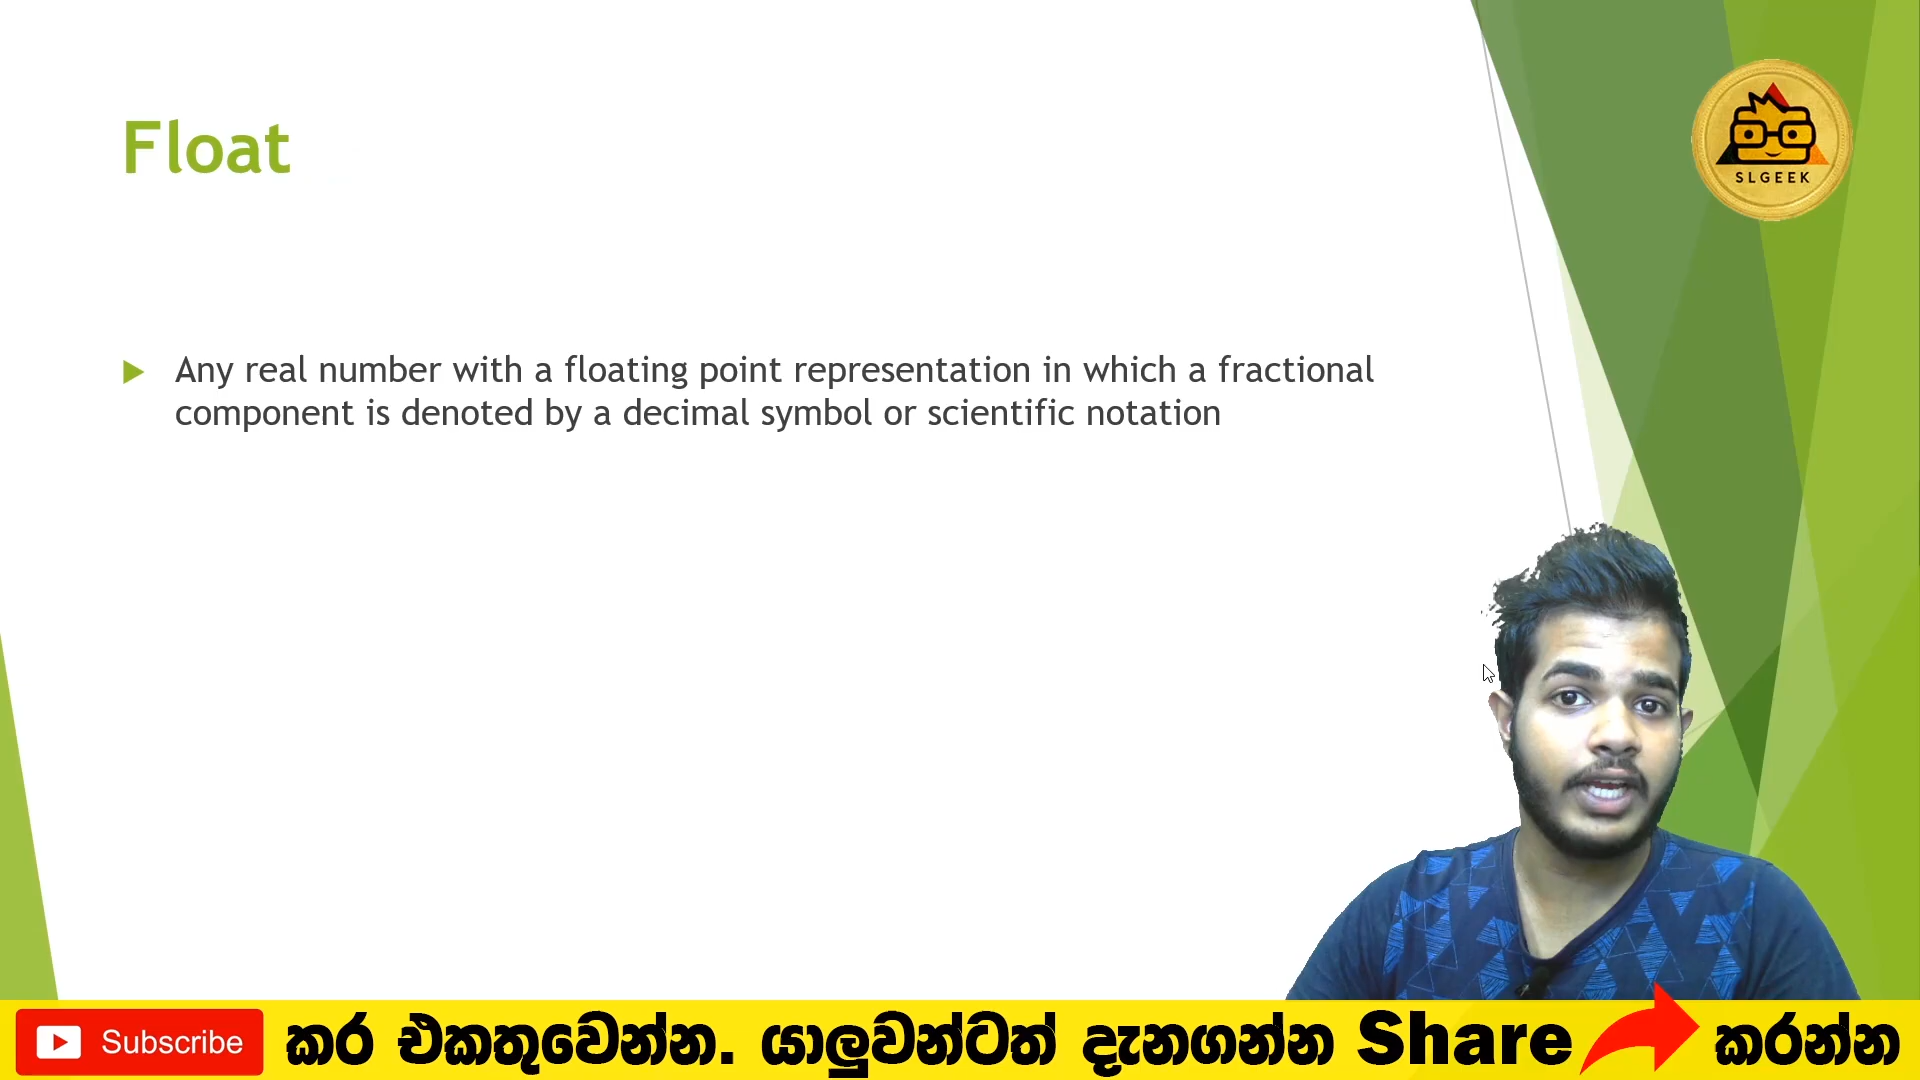 Float
SLGEEK
Any real number with a floating point representation in which a fractional
component is denoted by a decimal symbol or scientific notation
Subscribe කර එකතුවෙන්න. යාලුවන්ටත් දැනගන්න Share කරන්න